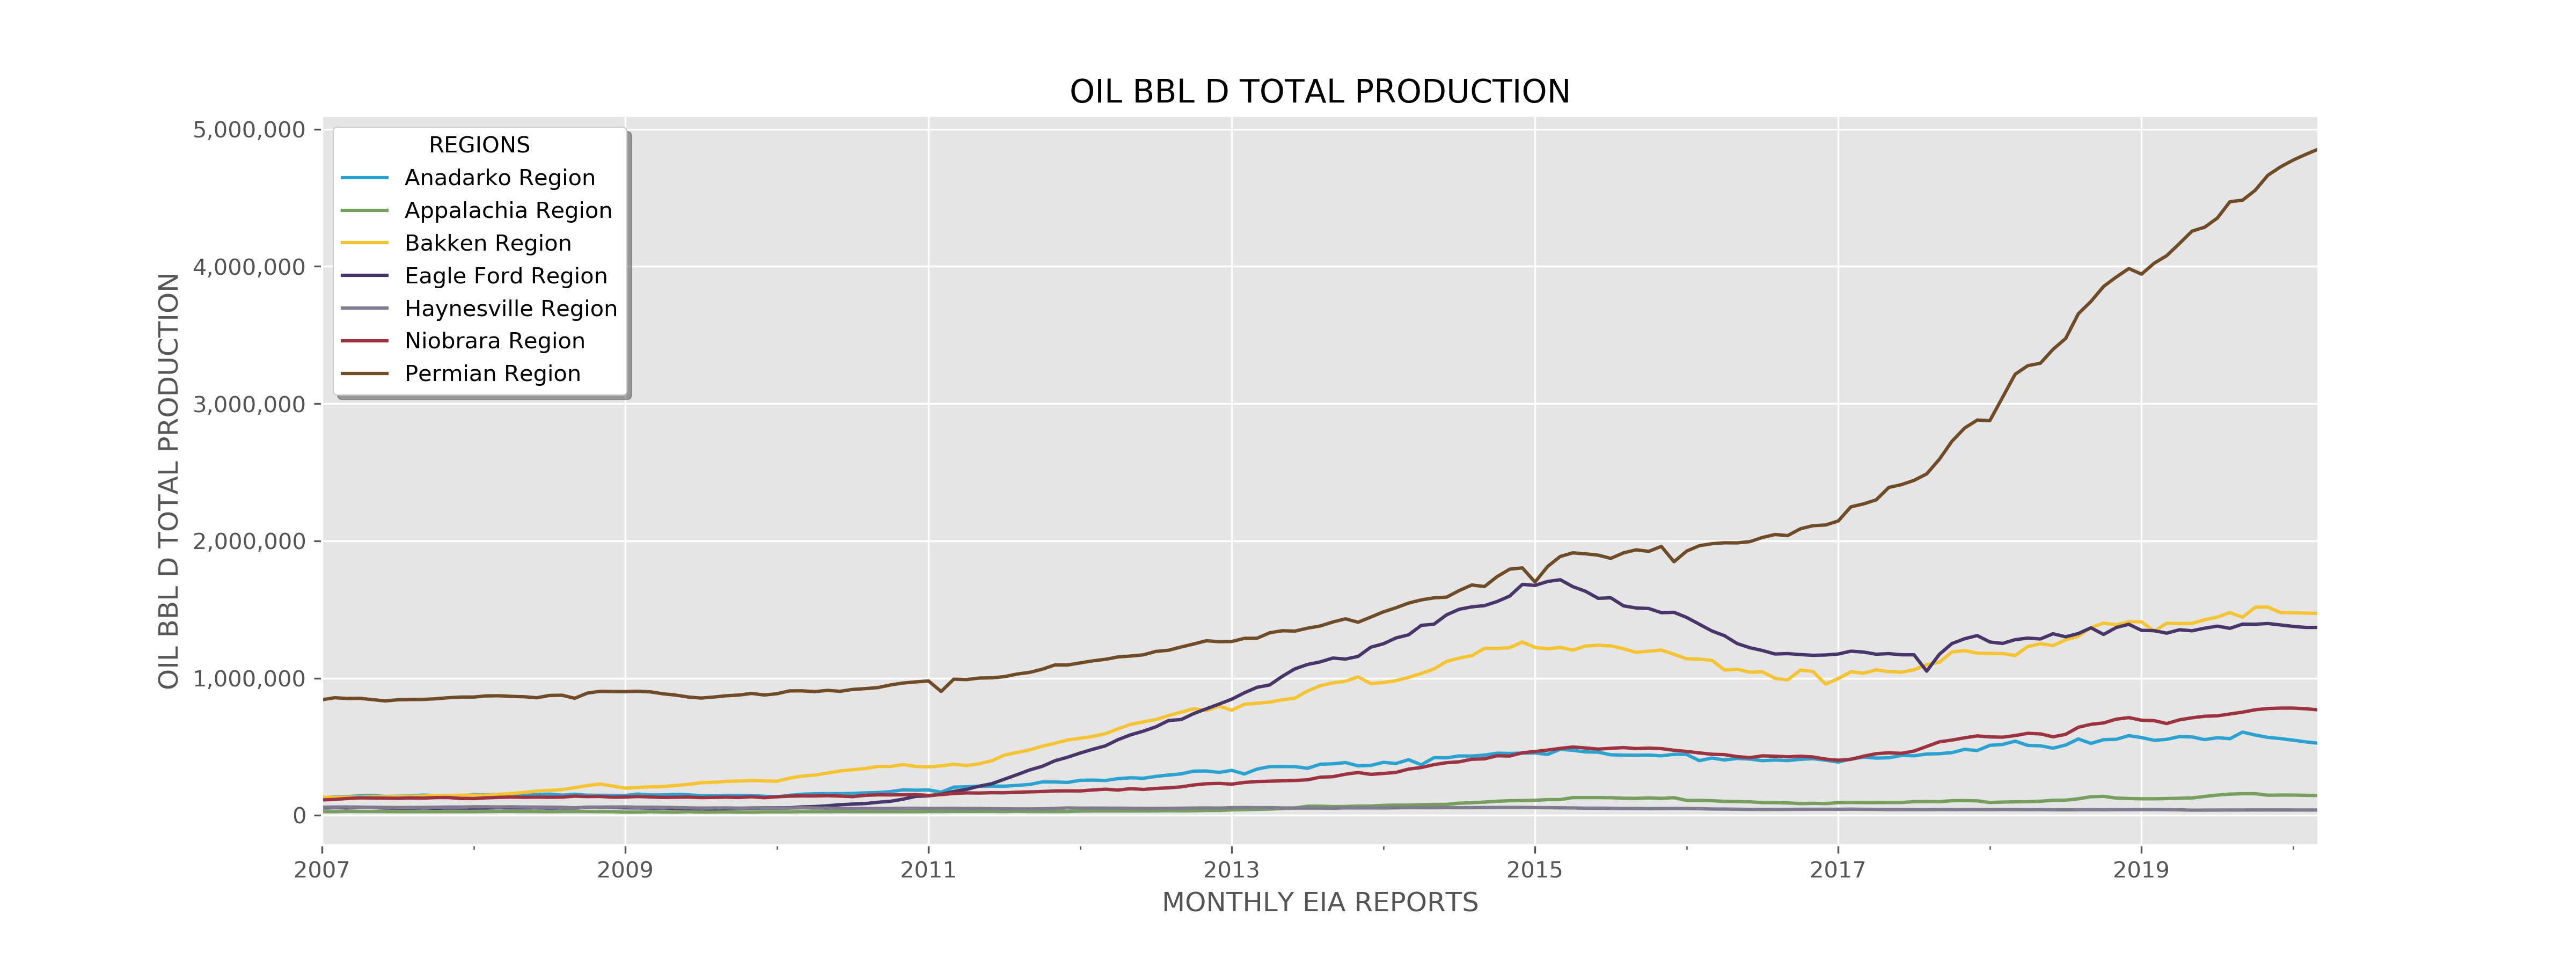 OIL BBL D TOTAL PRODUCTION
OIL BBL D TOTAL PRODUCTION
5,000,000
4,000,000
3,000,000
2,000,000
1,000,000
0
REGIONS
Anadarko Region
Appalachia Region
Bakken Region
Eagle Ford Region
Haynesville Region
Niobrara Region
Permian Region
2007 2009 2011 2013 2015 2017 2019
MONTHLY EIA REPORTS